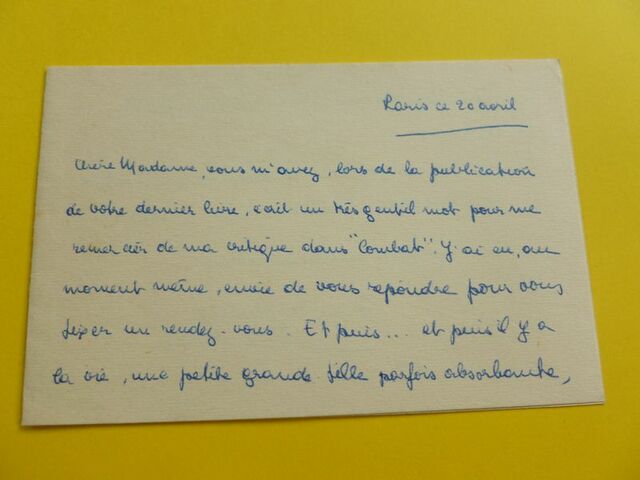 Paris ce 20 avril
Chère Madame, vous m'avez, lors de la publication
de votre dernier livre, écrit un très gentil mot pour me
remercier de ma critique dans "Combat". J'ai eu, au
moment même, envie de vous répondre pour vous
fixer un rendez-vous. Et puis... et puis il y a
la vie, une petite grande fille parfois absorbante,